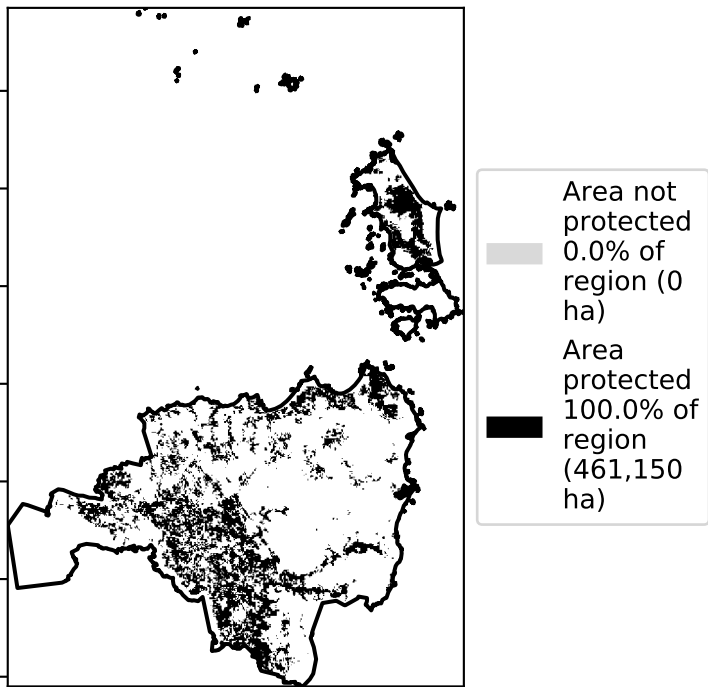 Area not
protected
0.0% of
region (0
ha)
Area
protected
100.0% of
region
(461,150
ha)